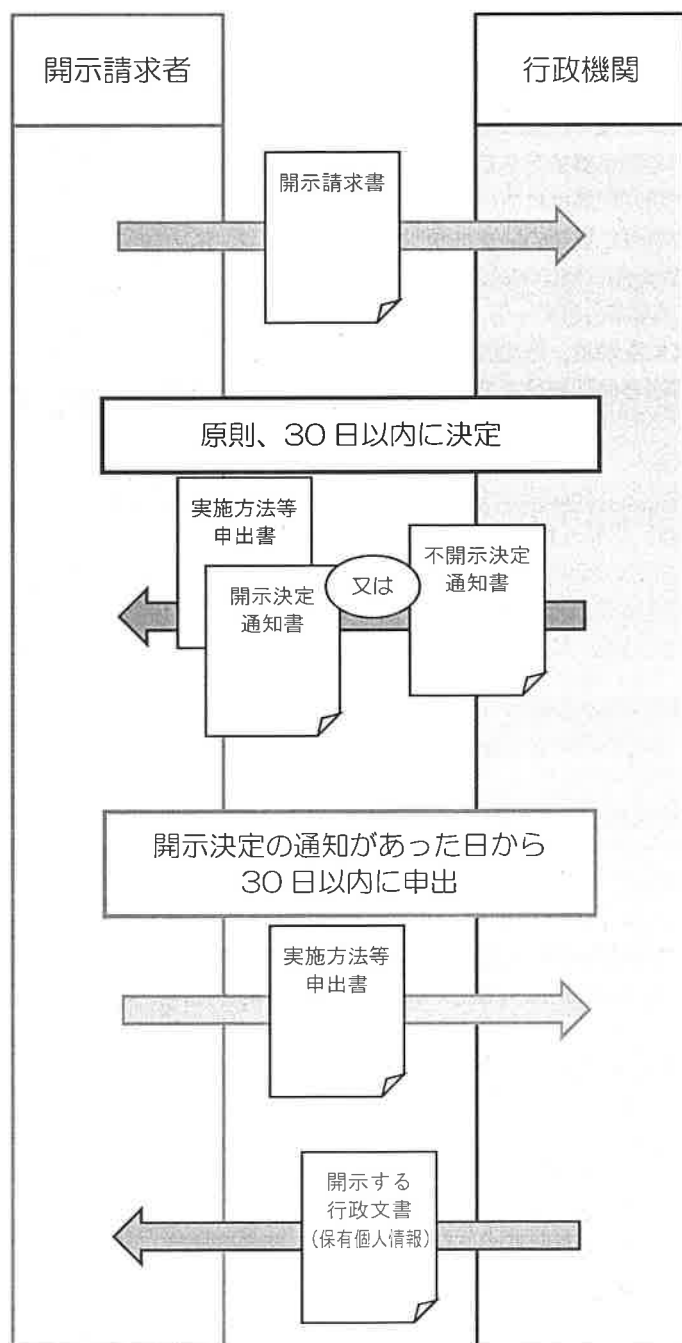 開示請求者
行政機関
開示請求書
原則、30日以内に決定
実施方法等
申出書
開示決定
通知書
又は
不開示決定
通知書
開示決定の通知があった日から
30日以内に申出
実施方法等
申出書
開示する
行政文書
(保有個人情報)